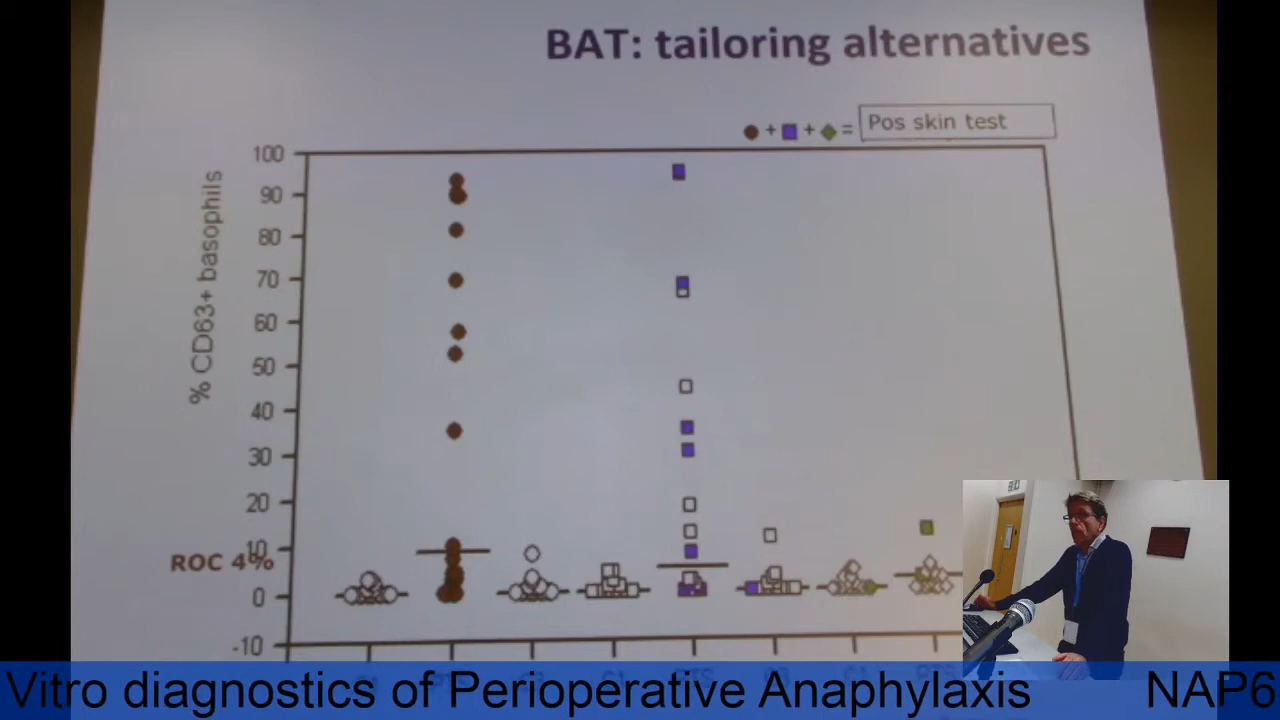 BAT: tailoring alternatives
+ + = Pos skin test
% CD63+ basophils
100
90
80
70
60
50
40
30
20
10
ROC 4%
0
-10
Vitro diagnostics of Perioperative Anaphylaxis NAP6